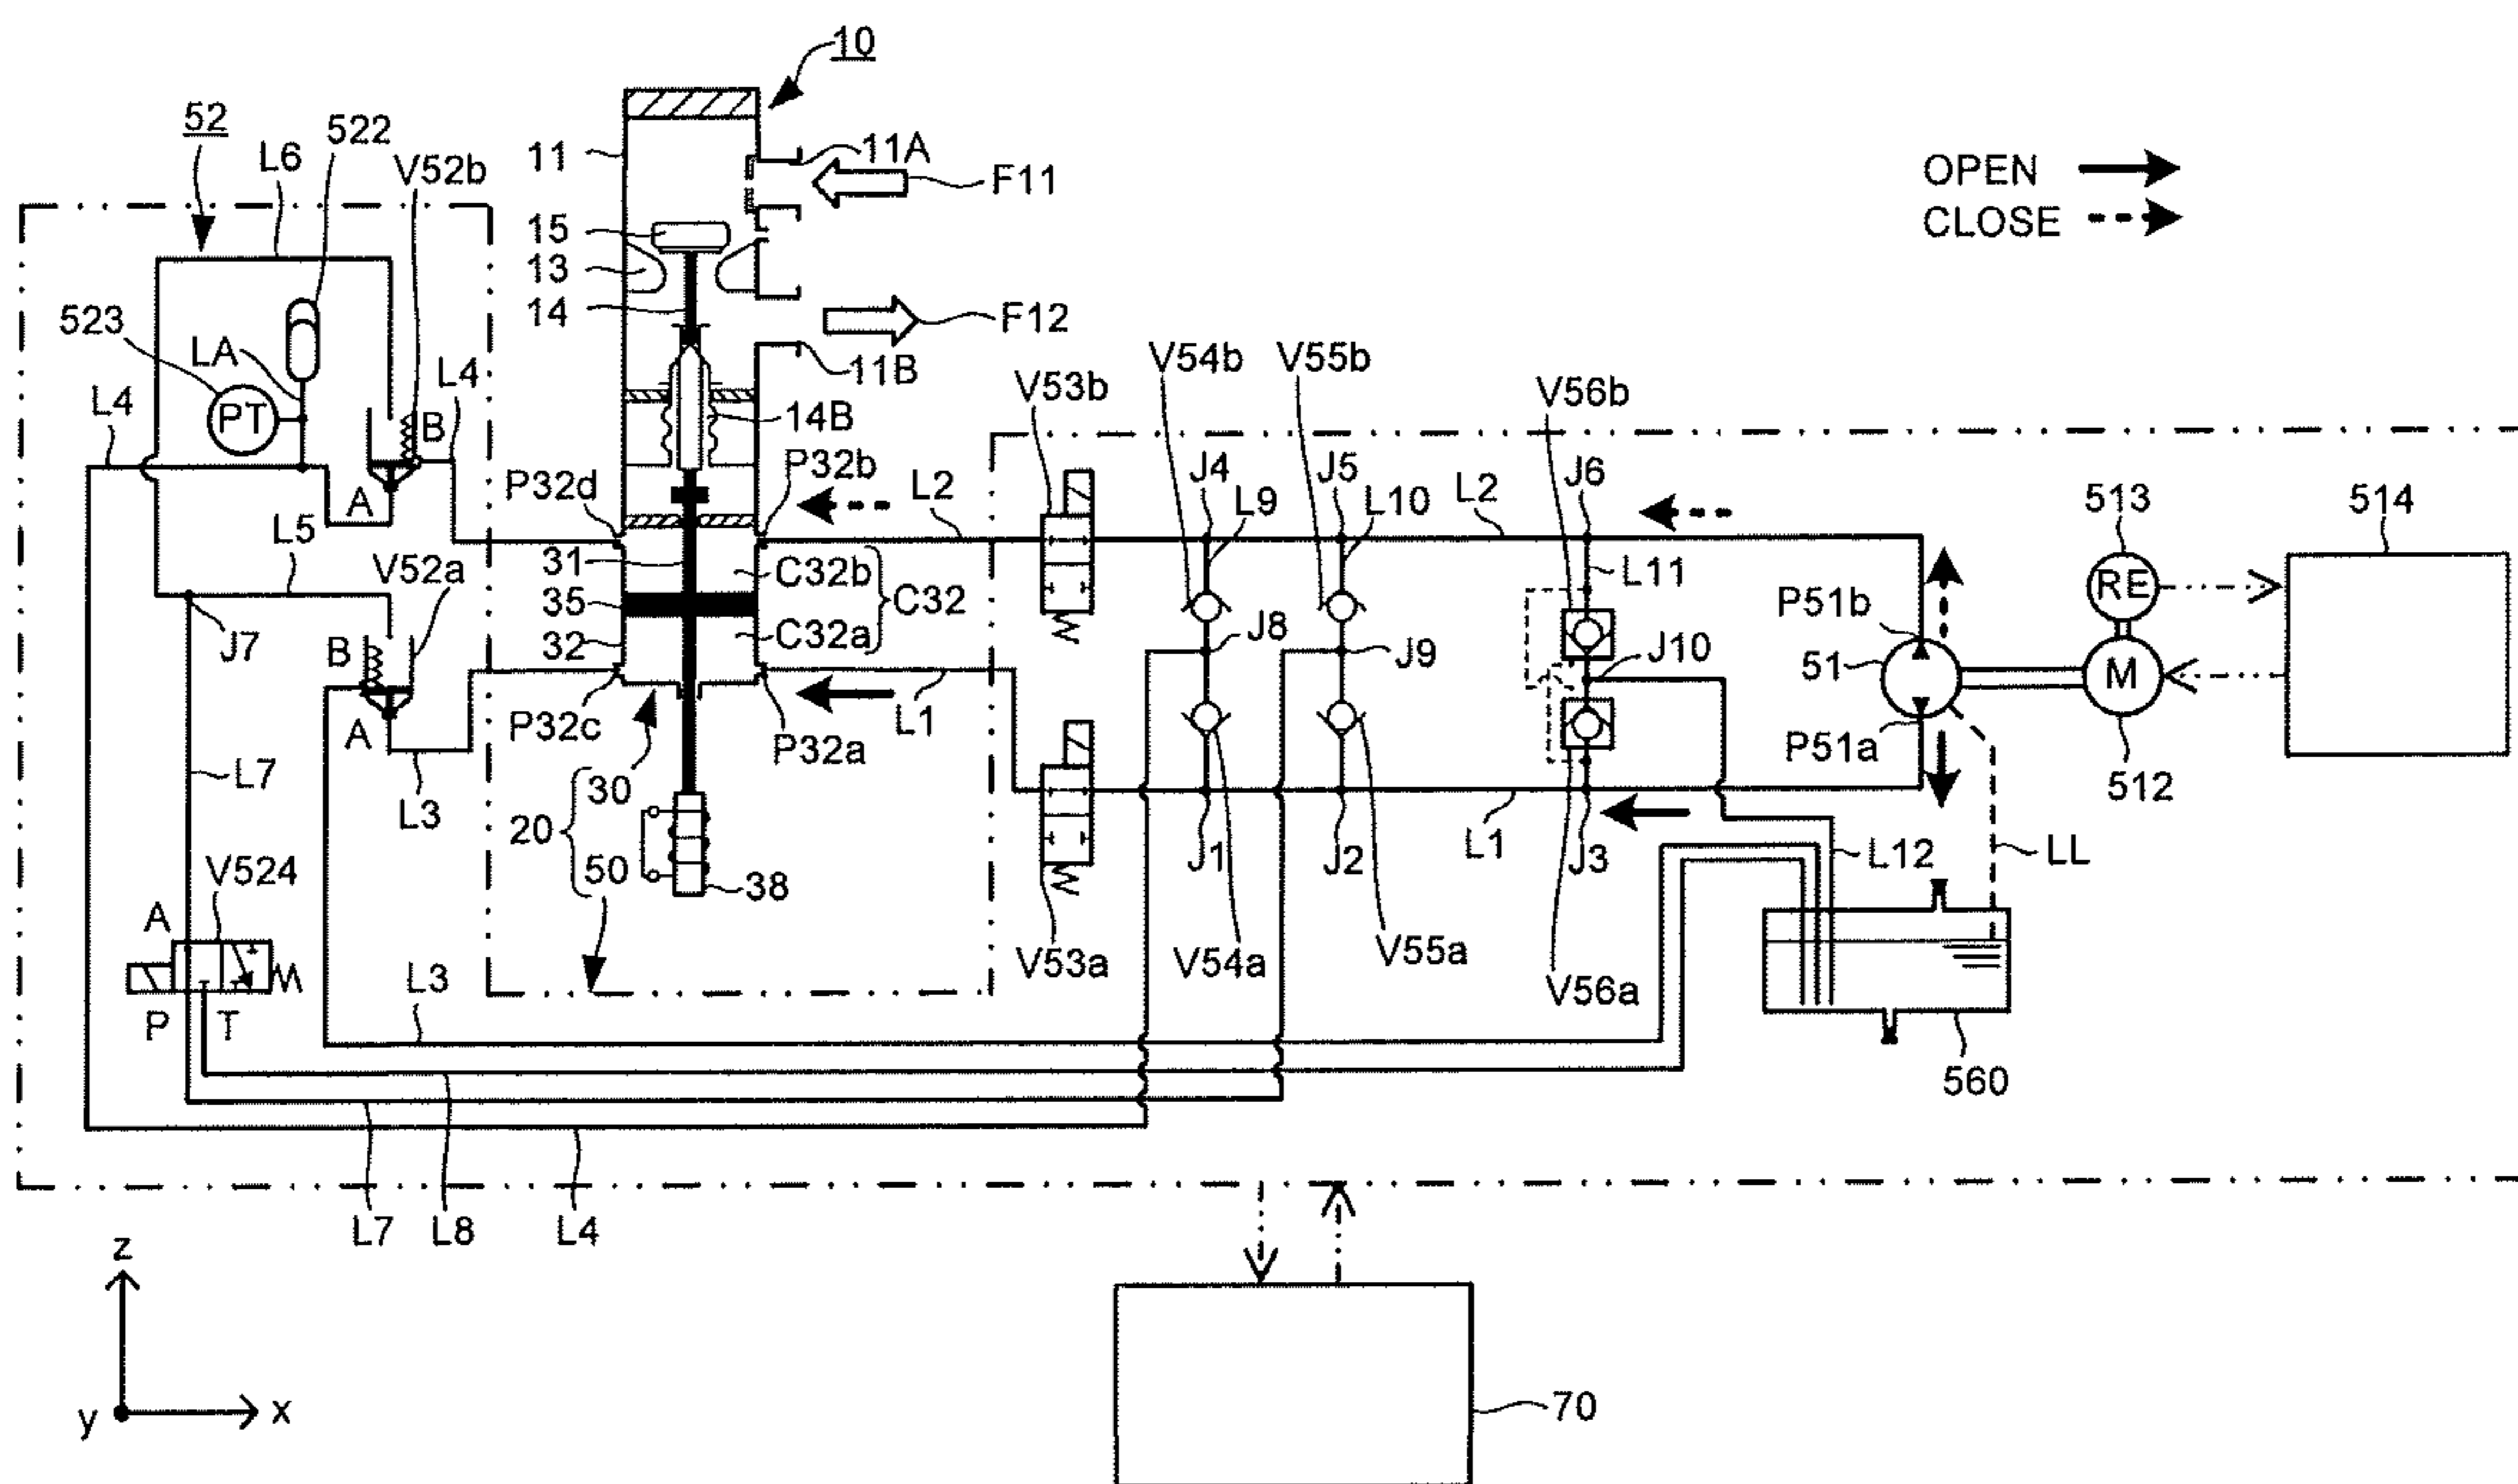 10
52
522
L6
V52b
11
11A
F11
OPEN
CLOSE
15
13
14
F12
11B
523
LA
L4
PT
B
L4
A
14B
V53b
V54b
V55b
V56b
P32d
P32b
L2
J4
L9
J5
L10
L2
J6
513
514
L5
V52a
31
C32b
C32
35
C32a
32
J8
J9
L11
J10
P51b
RE
51
M
P51a
512
J7
B
A
P32c
P32a
L1
L7
L3
30
20
50
38
J1
J2
L1
J3
L12
LL
V524
A
P
T
L3
V53a
V54a
V55a
V56a
560
L7
L8
L4
z
y
x
70